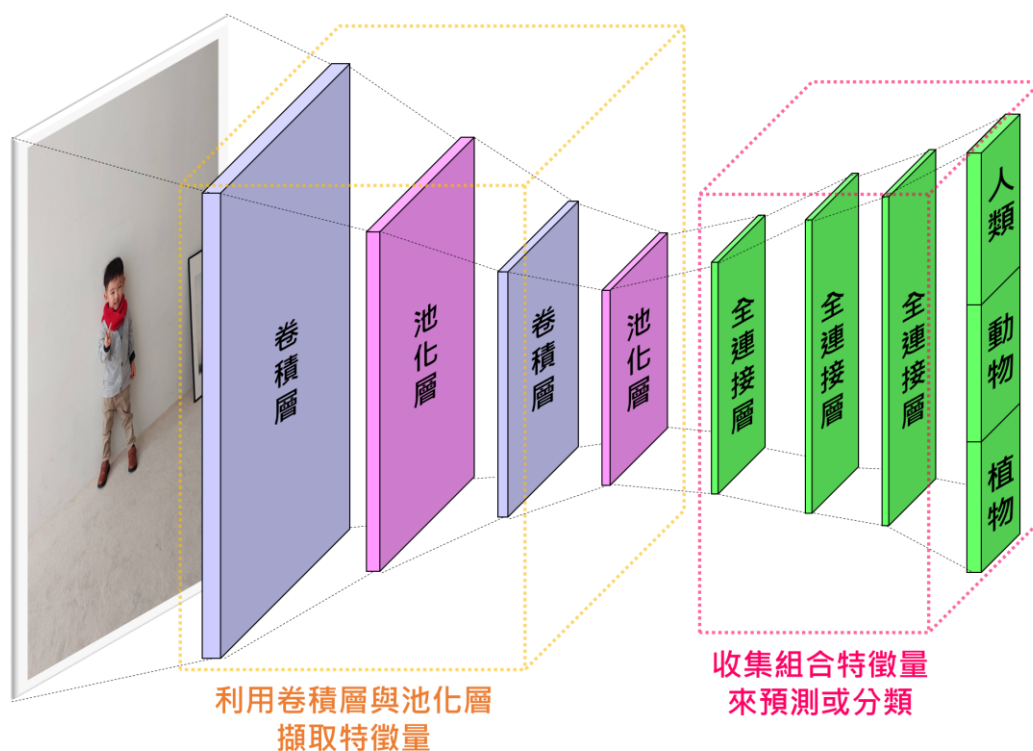 卷積層
池化層
卷積層
池化層
全連接層
全連接層
全連接層
人類
動物
植物
利用卷積層與池化層
擷取特徵量
收集組合特徵量
來預測或分類